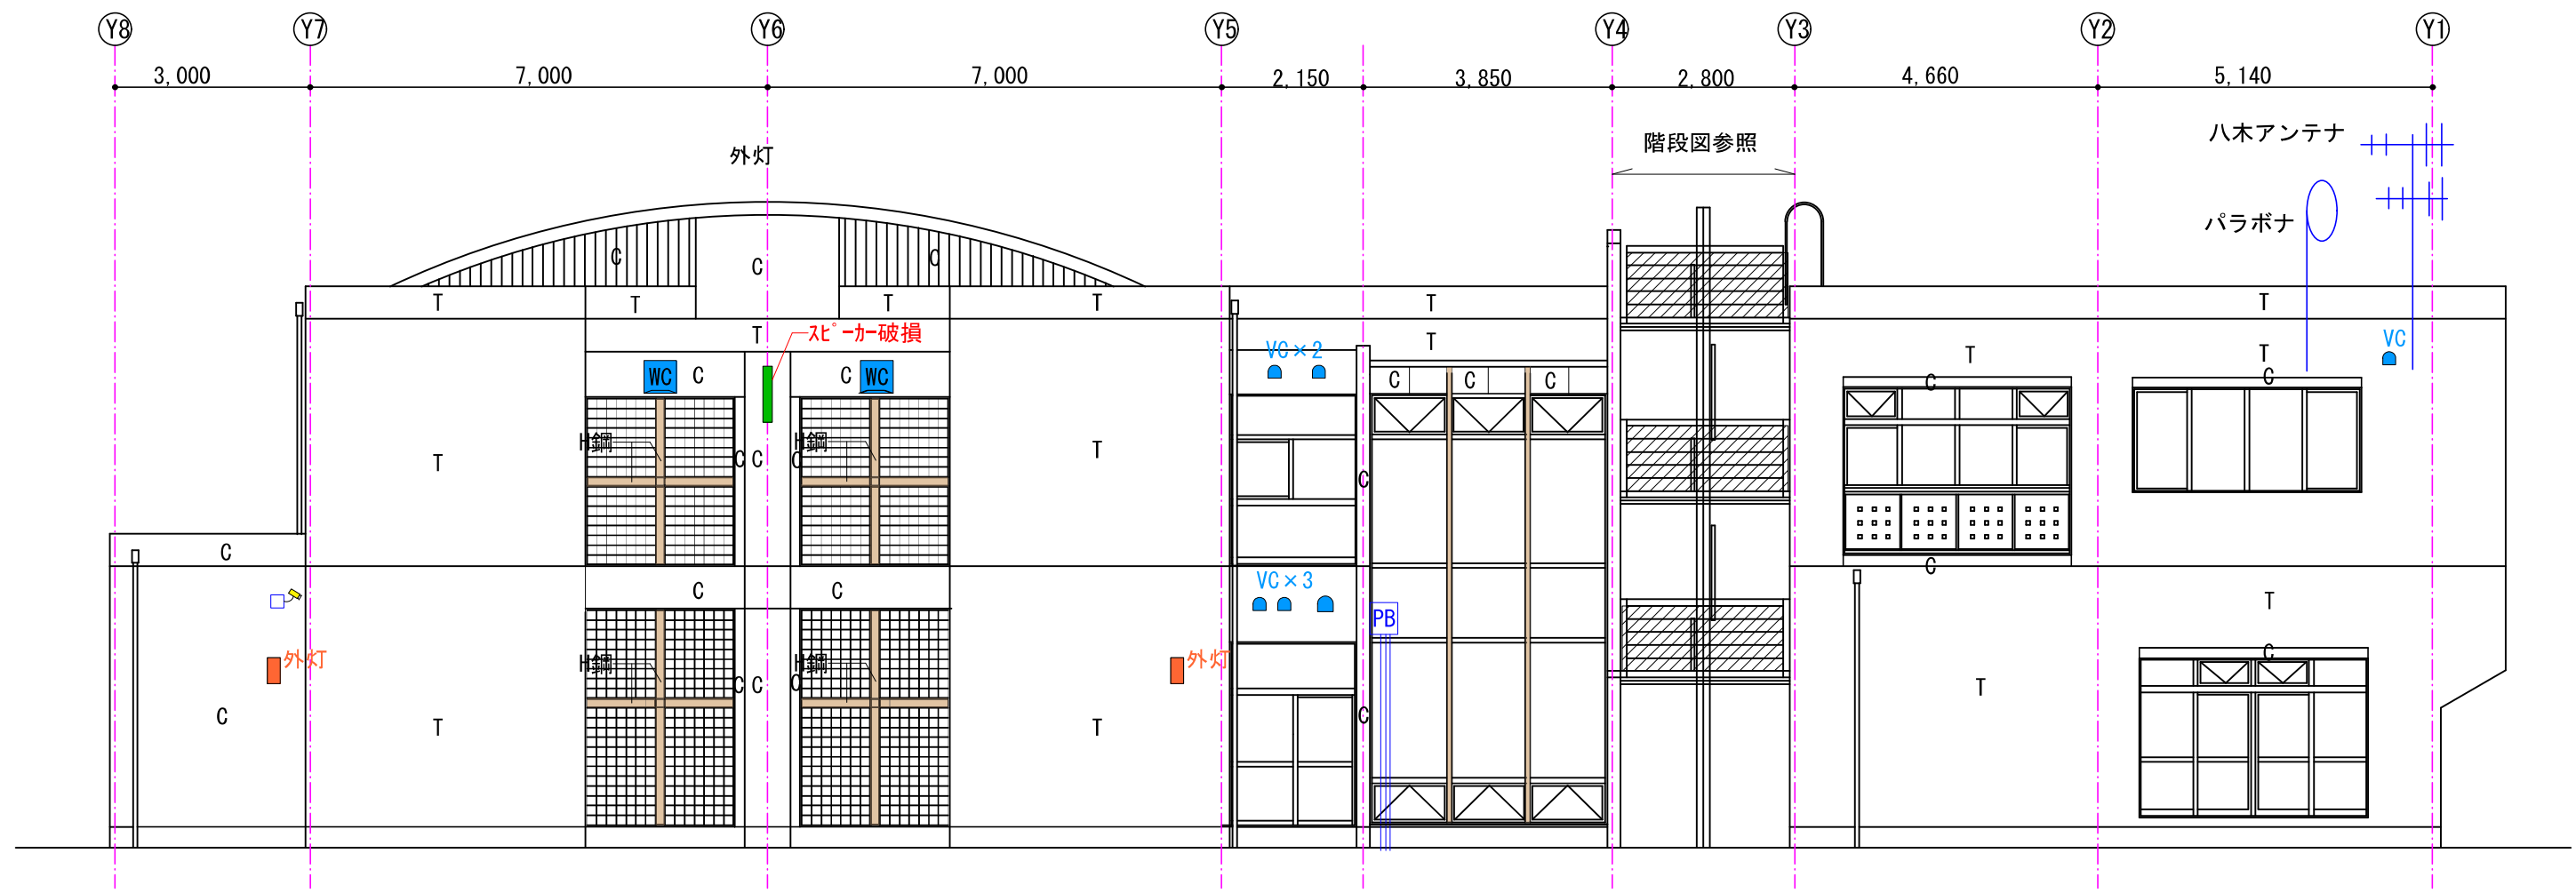 Y8 Y7 Y6 Y5 Y4 Y3 Y2 Y1
3,000 7,000 7,000 2,150 3,850 2,800 4,660 5,140
八木アンテナ
階段図参照
外灯
パラボナ
C C C
T T T T T T
スピーカー破損
T T VC×2 VC
T T
WC C C WC C C C C C
H鋼 H鋼
T C C C T C
C C
C C VC×3 T
PB
外灯 外灯 C
H鋼 H鋼
C C C T
C T T C